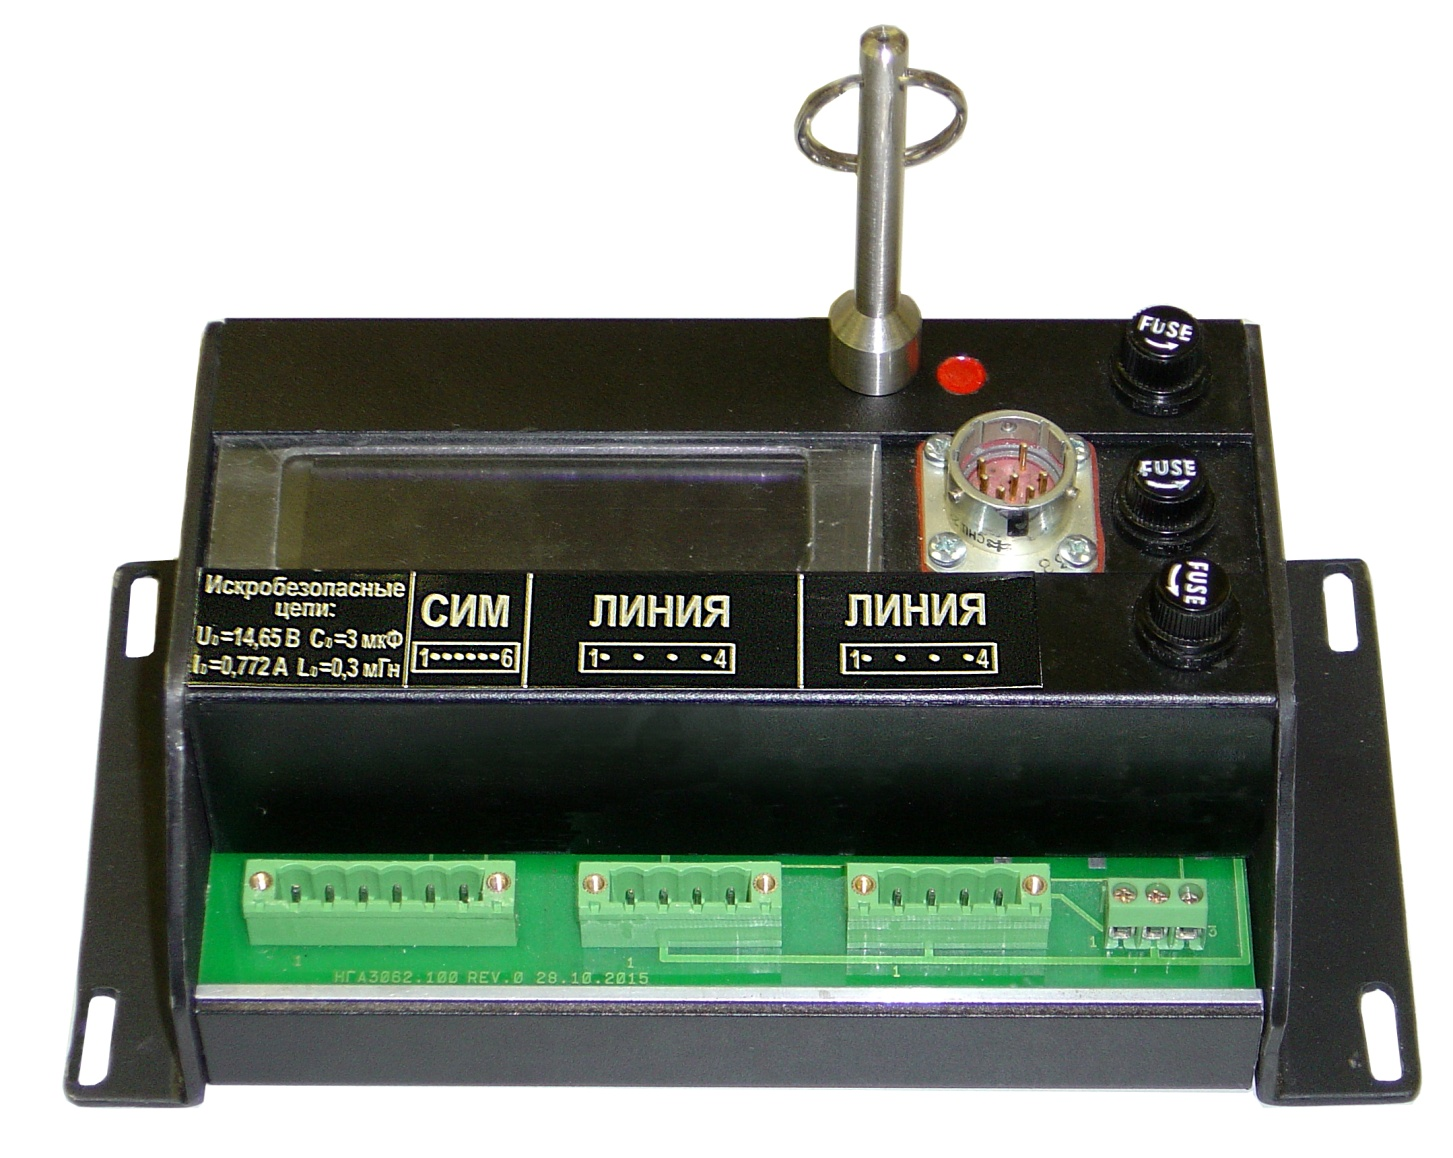 FUSE
FUSE
FUSE
Искробезопасные
цепи:
U₀=14,65 В C₀=3 мкФ
I₀=0,772 А L₀=0,3 мГн
СИМ
1 6
ЛИНИЯ
1 4
ЛИНИЯ
1 4
1
1
1
1 3
НГА3062.100 REV.0 28.10.2015